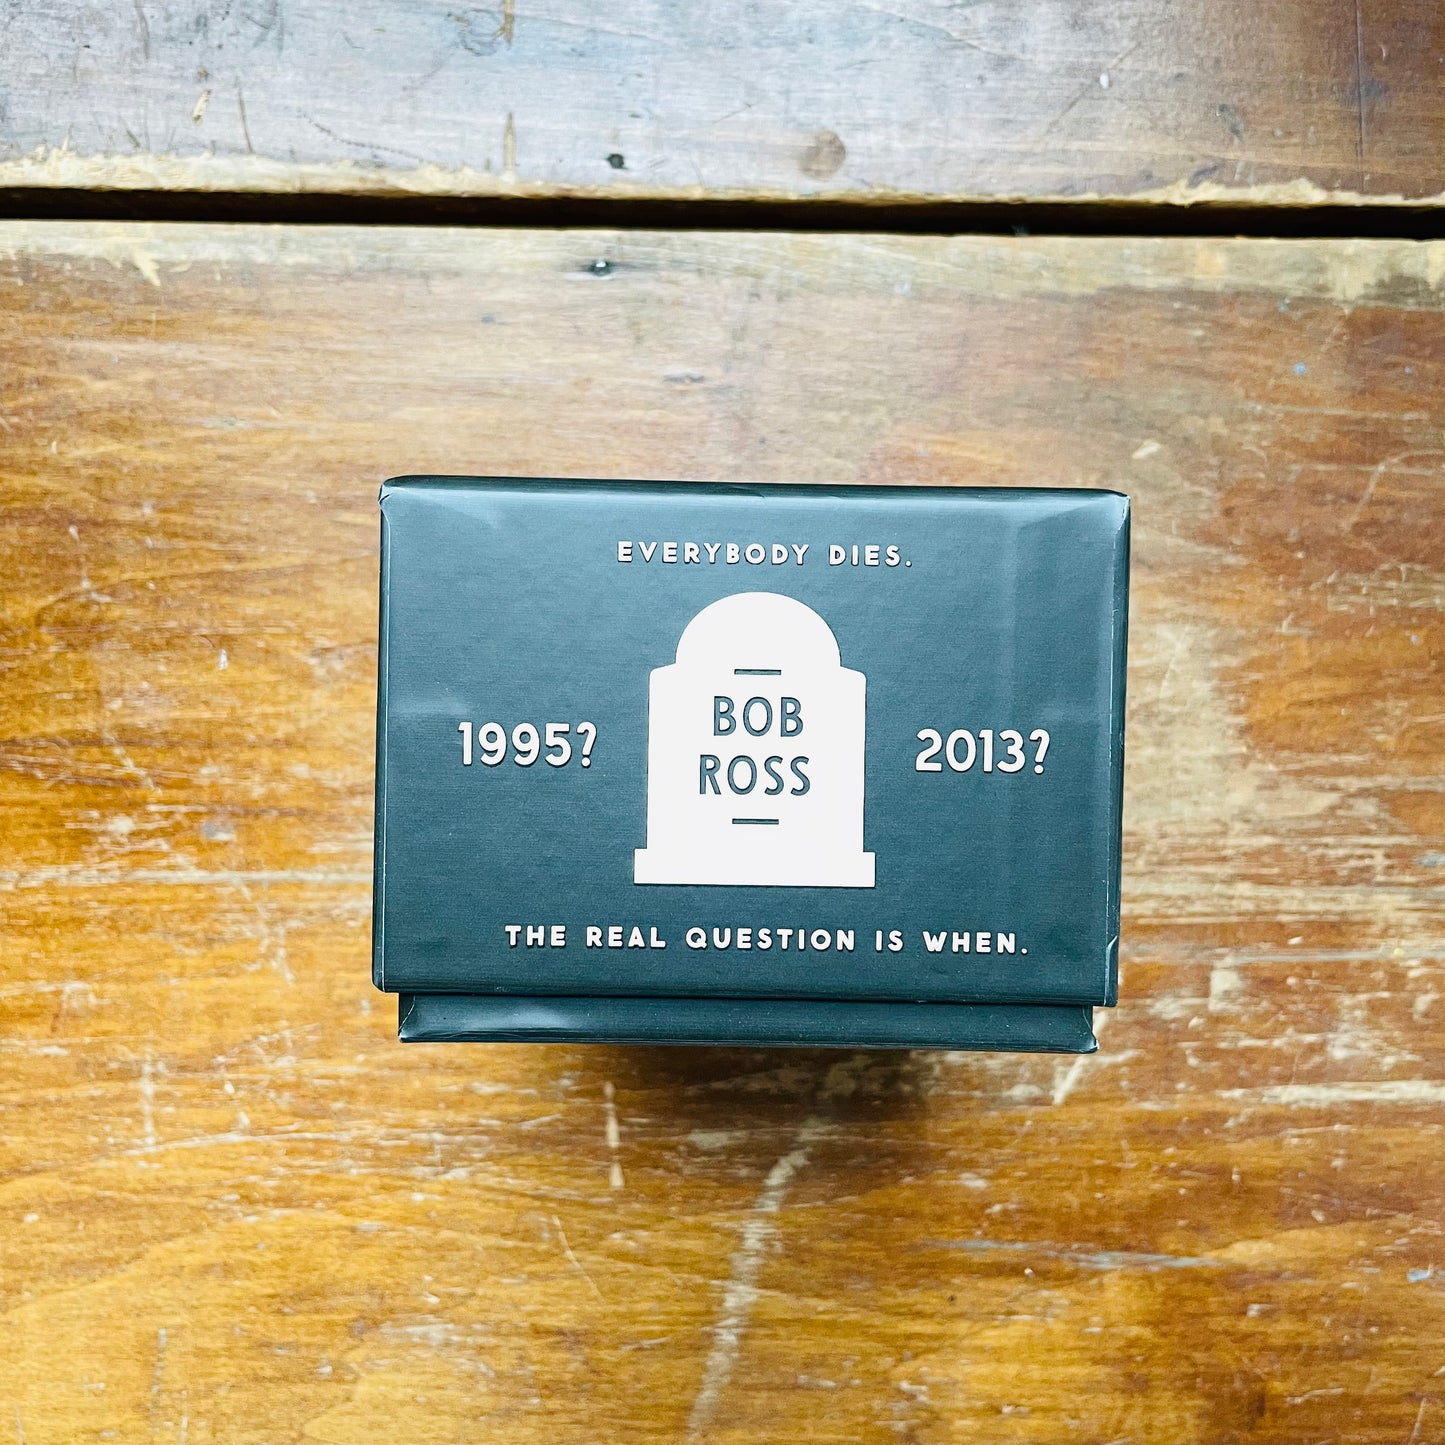 EVERYBODY DIES.
BOB
ROSS
1995?
2013?
THE REAL QUESTION IS WHEN.